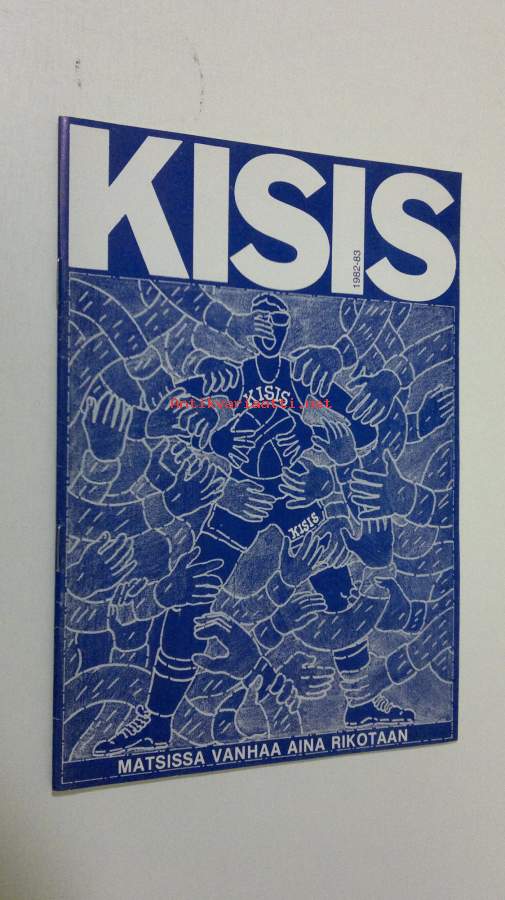 KISIS
1982-83
KISIS
Antikvariaatti.net
KISIS
MATSISSA VANHAA AINA RIKOTAAN